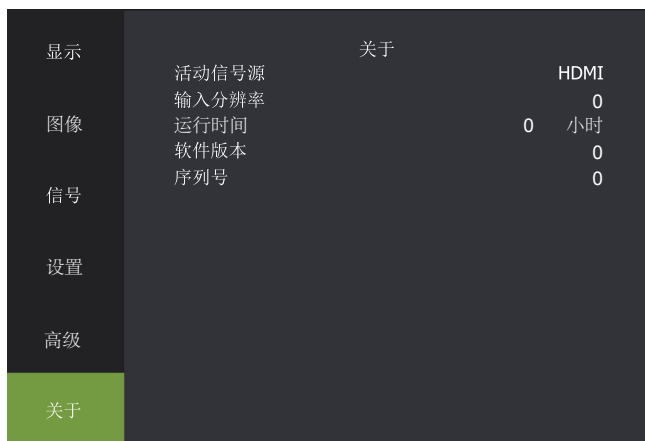 显示
图像
信号
设置
高级
关于
关于
活动信号源 HDMI
输入分辨率 0
运行时间 0 小时
软件版本 0
序列号 0